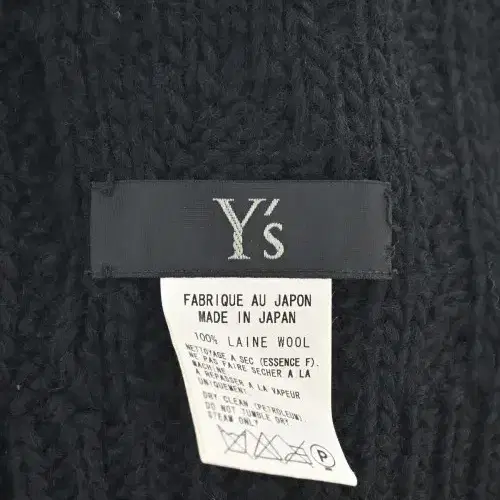 Y's
FABRIQUE AU JAPON
MADE IN JAPAN
100% LAINE WOOL
NETTOYAGE A SEC (ESSENCE F).
NE PAS FAIRE SECHER A LA
MACHINE
A REPASSER A LA VAPEUR
UNIQUEMENT.
DRY CLEAN (PETROLEUM)
DO NOT TUMBLE DRY
STEAM ONLY
P